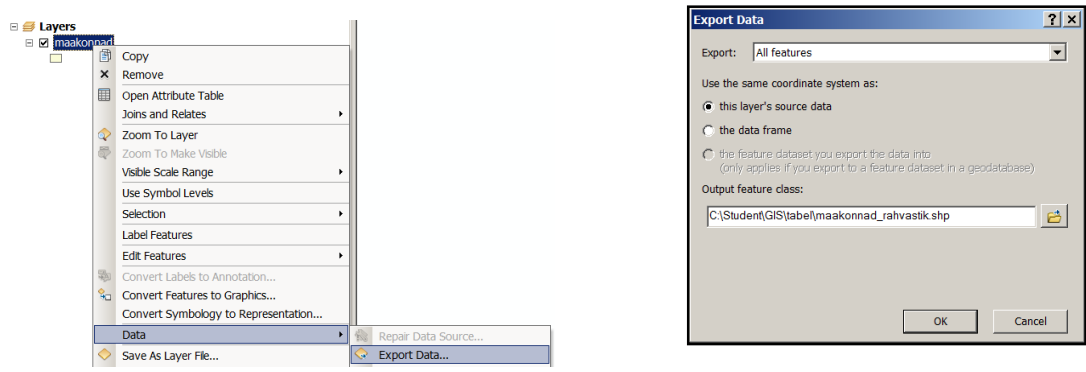 Layers
maakonnad
Copy
Remove
Open Attribute Table
Joins and Relates
Zoom To Layer
Zoom To Make Visible
Visible Scale Range
Use Symbol Levels
Selection
Label Features
Edit Features
Convert Labels to Annotation...
Convert Features to Graphics...
Convert Symbology to Representation...
Data
Save As Layer File...
Repair Data Source...
Export Data...
Export Data
Export: All features
Use the same coordinate system as:
this layer's source data
the data frame
the feature dataset you export the data into
(only applies if you export to a feature dataset in a geodatabase)
Output feature class:
C:\Student\GIS\tabel\maakonnad_rahvastik.shp
OK Cancel